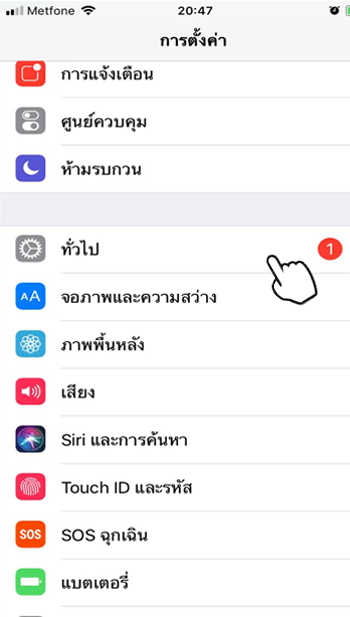 Metfone 20:47
การตั้งค่า
การแจ้งเตือน
ศูนย์ควบคุม
ห้ามรบกวน
ทั่วไป 1
AA จอภาพและความสว่าง
ภาพพื้นหลัง
เสียง
Siri และการค้นหา
Touch ID และรหัส
SOS SOS ฉุกเฉิน
แบตเตอรี่